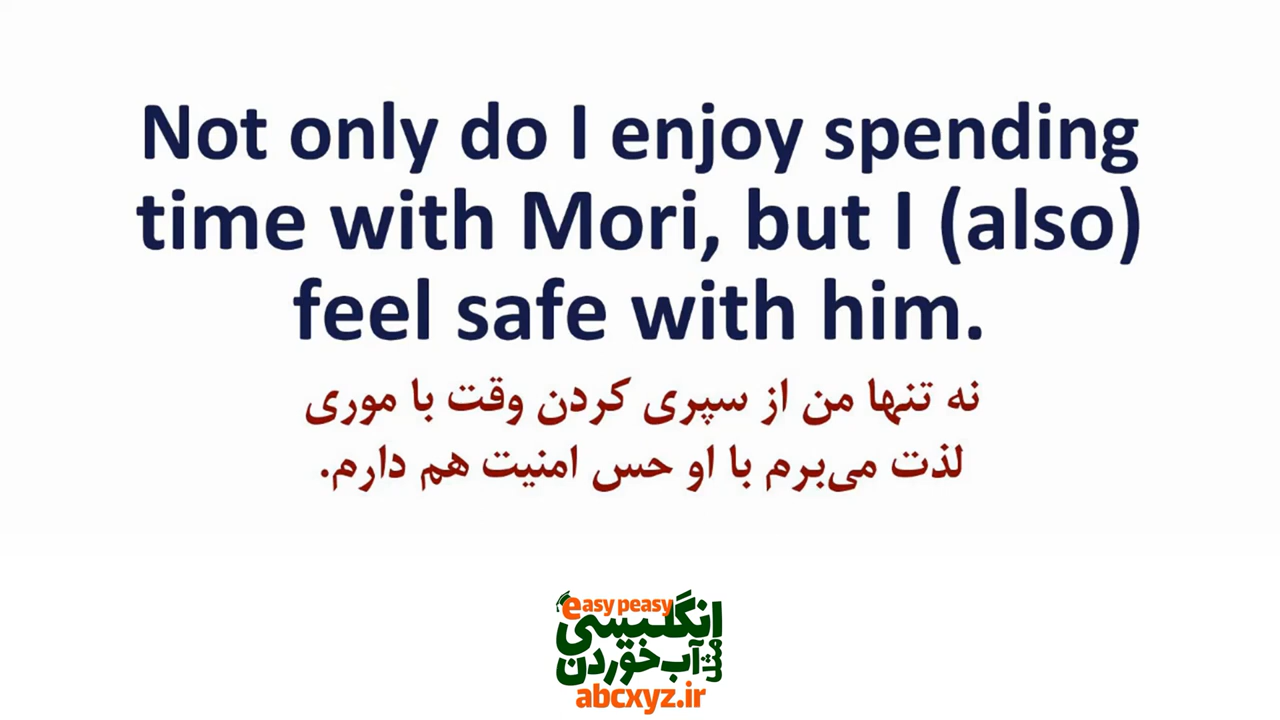 Not only do I enjoy spending
time with Mori, but I (also)
feel safe with him.
نه تنها من از سپری کردن وقت با موری
لذت می‌برم با او حس امنیت هم دارم.
easy peasy
انگلیسی
مثل آب خوردن
abcxyz.ir